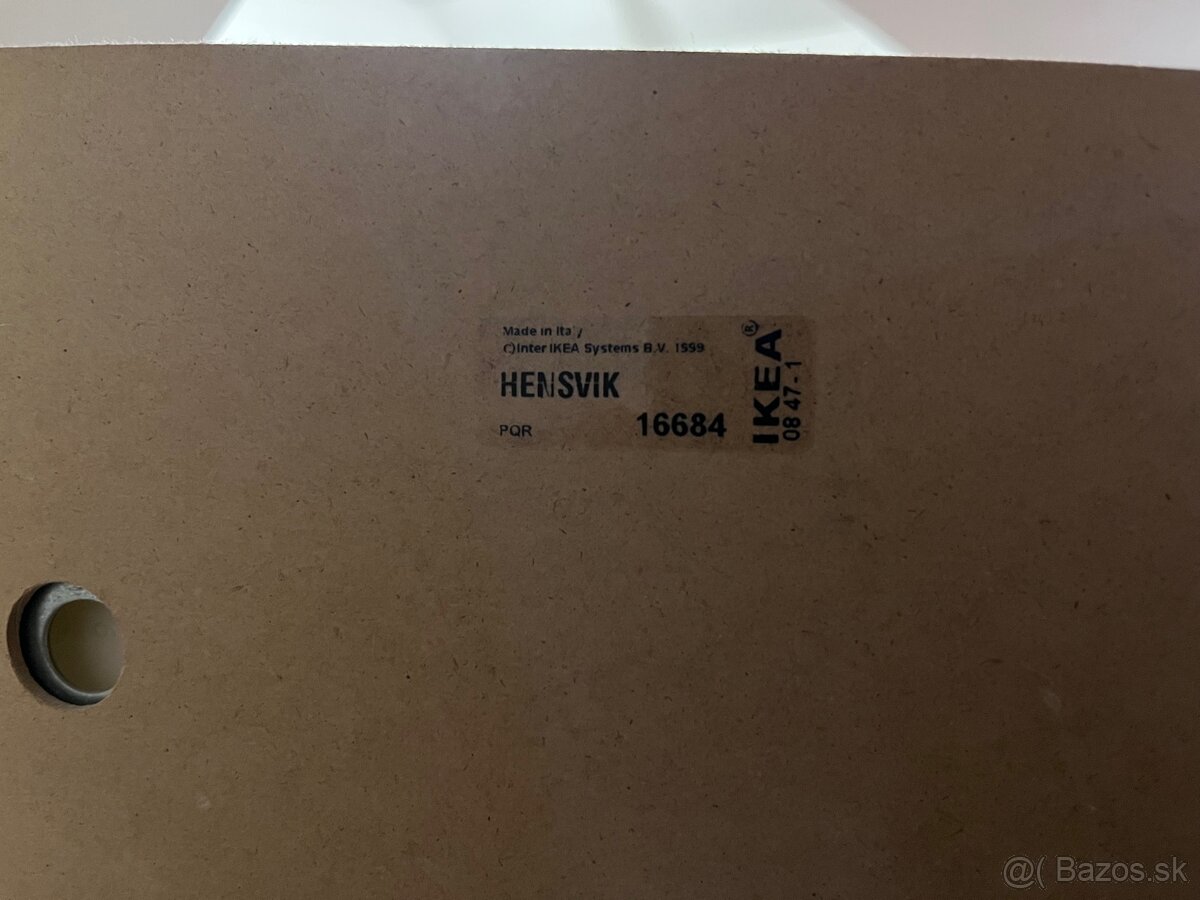 Made in Italy
©Inter IKEA Systems B.V. 1999
HENSVIK
PQR 16684
IKEA®
08 47-1
@( Bazos.sk